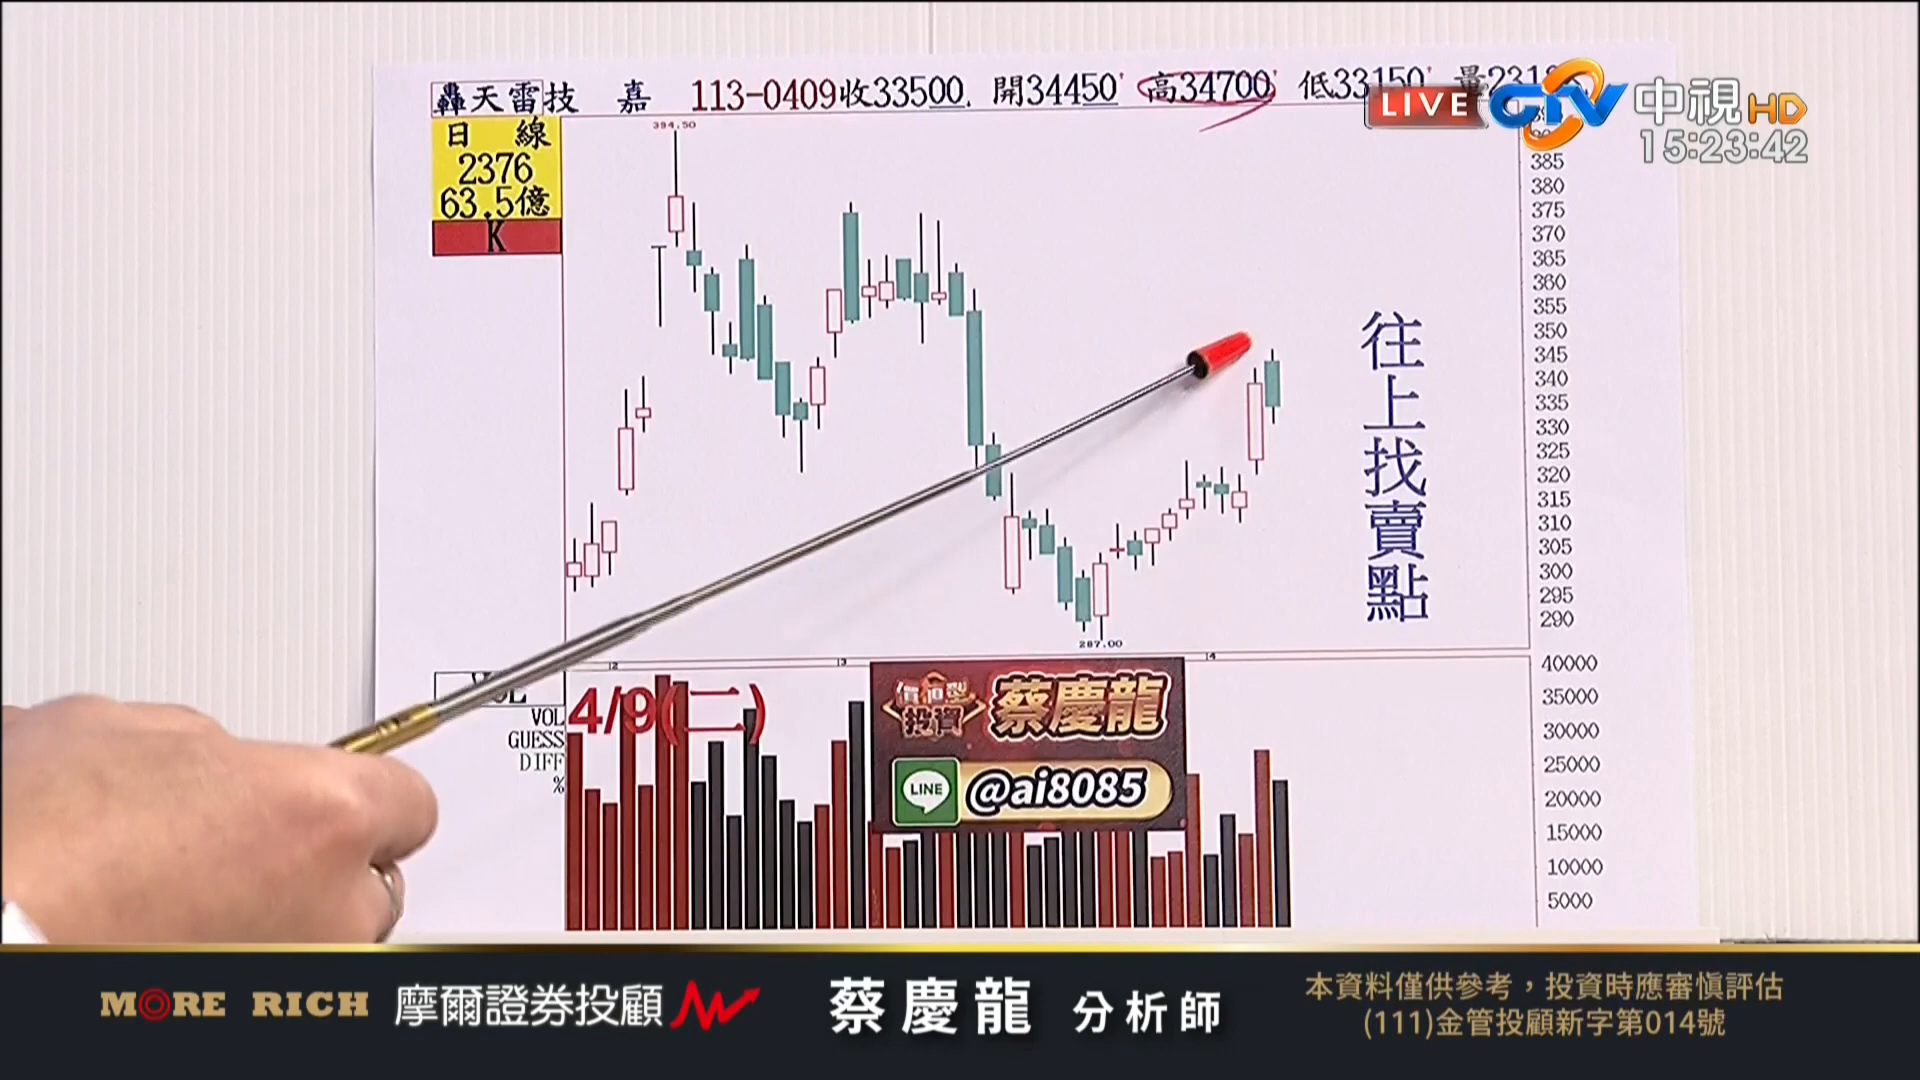 轟天雷技 嘉 113-0409收33500. 開34450' 高34700' 低33150'
LIVE CTV 中視HD
15:23:42
日 線
2376
63.5億
K
394.50
385
380
375
370
365
360
355
350
345
340
335
330
325
320
315
310
305
300
295
290
往上找賣點
287.00
2 3 4
VOL
GUESS
DIFF
%
4/9(二)
投資
蔡慶龍
LINE @ai8085
40000
35000
30000
25000
20000
15000
10000
5000
MORE RICH 摩爾證券投顧 蔡慶龍 分析師
本資料僅供參考，投資時應審慎評估
(111)金管投顧新字第014號